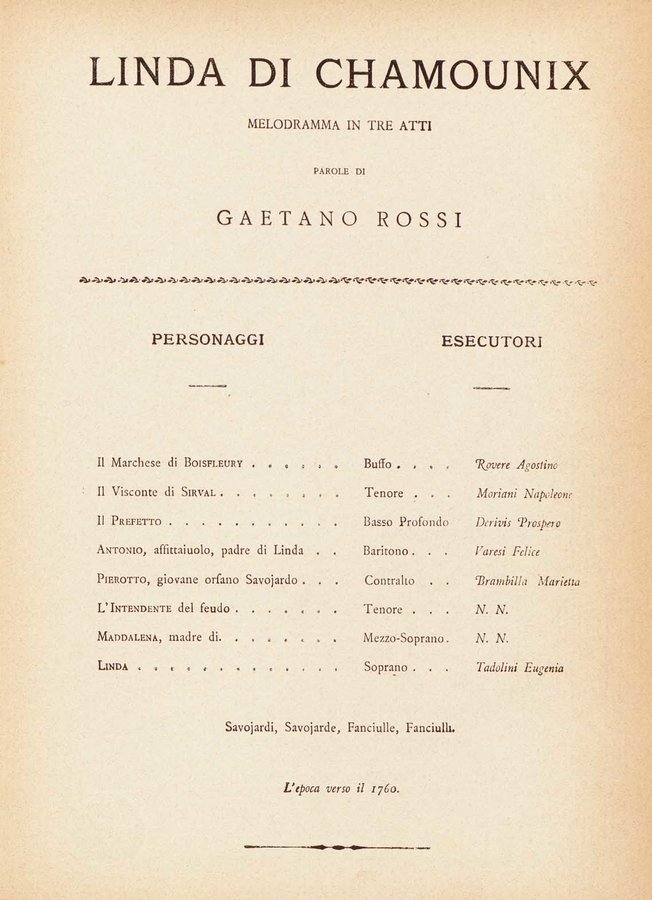 LINDA DI CHAMOUNIX
MELODRAMMA IN TRE ATTI
PAROLE DI
GAETANO ROSSI
PERSONAGGI ESECUTORI
Il Marchese di BOISFLEURY . . . . . . Buffo . . . . Rovere Agostino
Il Visconte di SIRVAL . . . . . . . . Tenore . . . Moriani Napoleone
Il PREFETTO . . . . . . . . . . . Basso Profondo Derivis Prospero
ANTONIO, affittaiuolo, padre di Linda . . Baritono . . . Varesi Felice
PIEROTTO, giovane orfano Savojardo . . . Contralto . . Brambilla Marietta
L'INTENDENTE del feudo . . . . . . . Tenore . . . N. N.
MADDALENA, madre di. . . . . . . . Mezzo-Soprano . N. N.
LINDA . . . . . . . . . . . . . Soprano . . . Tadolini Eugenia
Savojardi, Savojarde, Fanciulle, Fanciulli.
L'epoca verso il 1760.